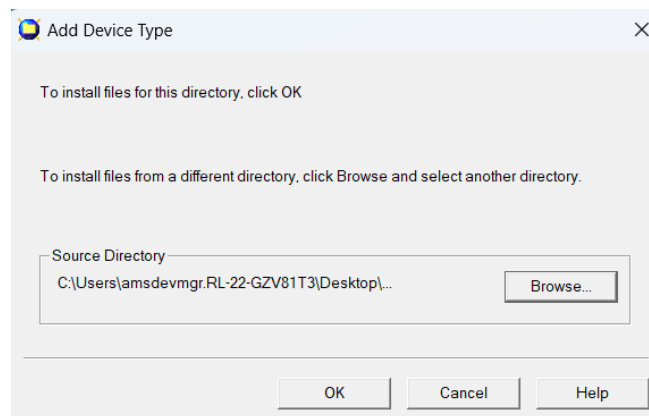 Add Device Type
To install files for this directory, click OK
To install files from a different directory, click Browse and select another directory.
Source Directory
C:\Users\amsdevmgr.RL-22-GZV81T3\Desktop\...
Browse...
OK
Cancel
Help